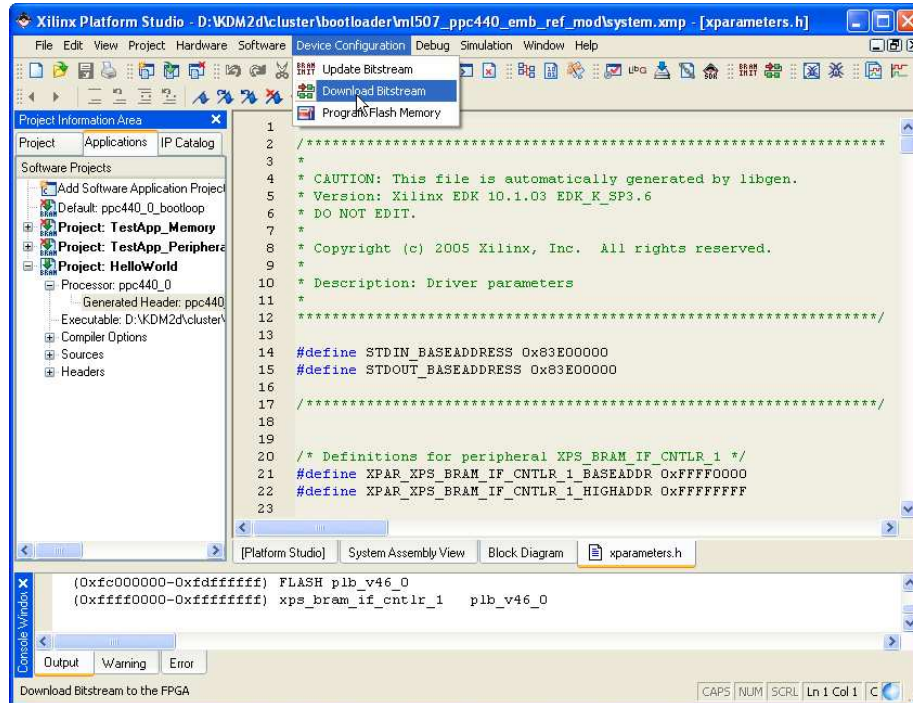 Xilinx Platform Studio - D:\KDM2d\cluster\bootloader\ml507_ppc440_emb_ref_mod\system.xmp - [xparameters.h]
File Edit View Project Hardware Software Device Configuration Debug Simulation Window Help
Update Bitstream
Download Bitstream
Program Flash Memory
Project Information Area
Project Applications IP Catalog
Software Projects
Add Software Application Project
Default: ppc440_0_bootloop
Project: TestApp_Memory
Project: TestApp_Periphera
Project: HelloWorld
Processor: ppc440_0
Generated Header: ppc440_
Executable: D:\KDM2d\cluster\
Compiler Options
Sources
Headers
1
2 /*******************************************************************
3 *
4 * CAUTION: This file is automatically generated by libgen.
5 * Version: Xilinx EDK 10.1.03 EDK_K_SP3.6
6 * DO NOT EDIT.
7 *
8 * Copyright (c) 2005 Xilinx, Inc.  All rights reserved.
9 *
10 * Description: Driver parameters
11 *
12 *******************************************************************/
13
14 #define STDIN_BASEADDRESS 0x83E00000
15 #define STDOUT_BASEADDRESS 0x83E00000
16
17 /******************************************************************/
18
19
20 /* Definitions for peripheral XPS_BRAM_IF_CNTLR_1 */
21 #define XPAR_XPS_BRAM_IF_CNTLR_1_BASEADDR 0xFFFF0000
22 #define XPAR_XPS_BRAM_IF_CNTLR_1_HIGHADDR 0xFFFFFFFF
23
[Platform Studio] System Assembly View Block Diagram xparameters.h
(0xfc000000-0xfdffffff) FLASH plb_v46_0
(0xffff0000-0xffffffff) xps_bram_if_cntlr_1 plb_v46_0
Console Window
Output Warning Error
Download Bitstream to the FPGA
CAPS NUM SCRL Ln 1 Col 1 C